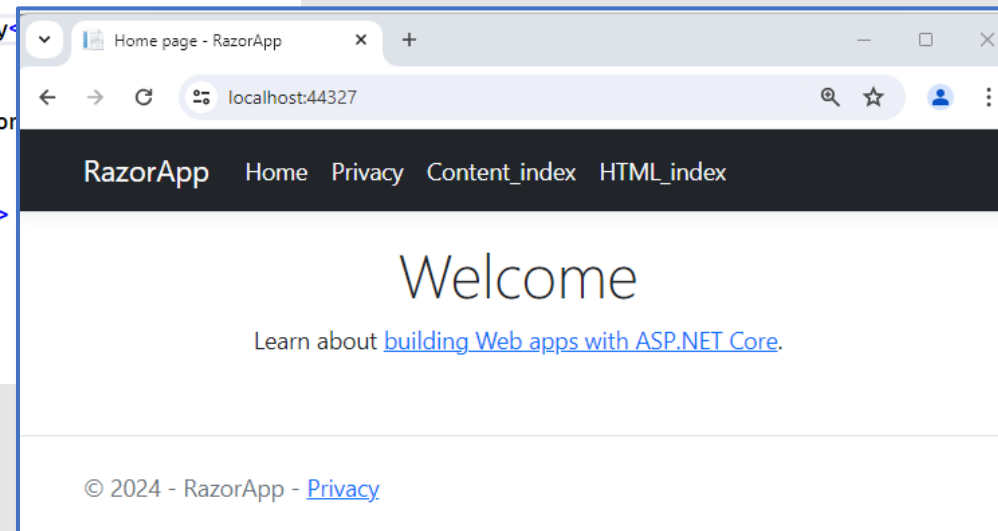 y<
Home page - RazorApp
localhost:44327
or
>
RazorApp Home Privacy Content_index HTML_index
Welcome
Learn about building Web apps with ASP.NET Core.
© 2024 - RazorApp - Privacy